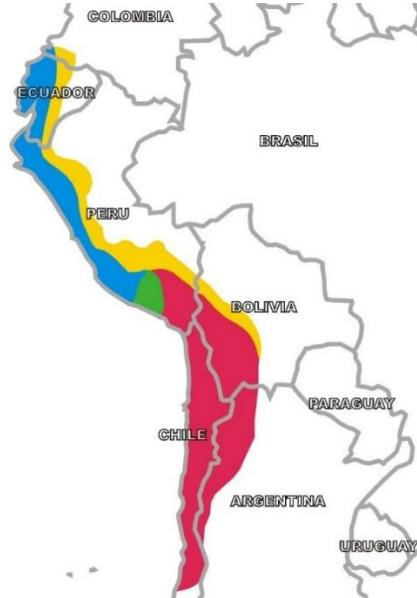 COLOMBIA
ECUADOR
BRASIL
PERU
BOLIVIA
PARAGUAY
CHILE
ARGENTINA
URUGUAY